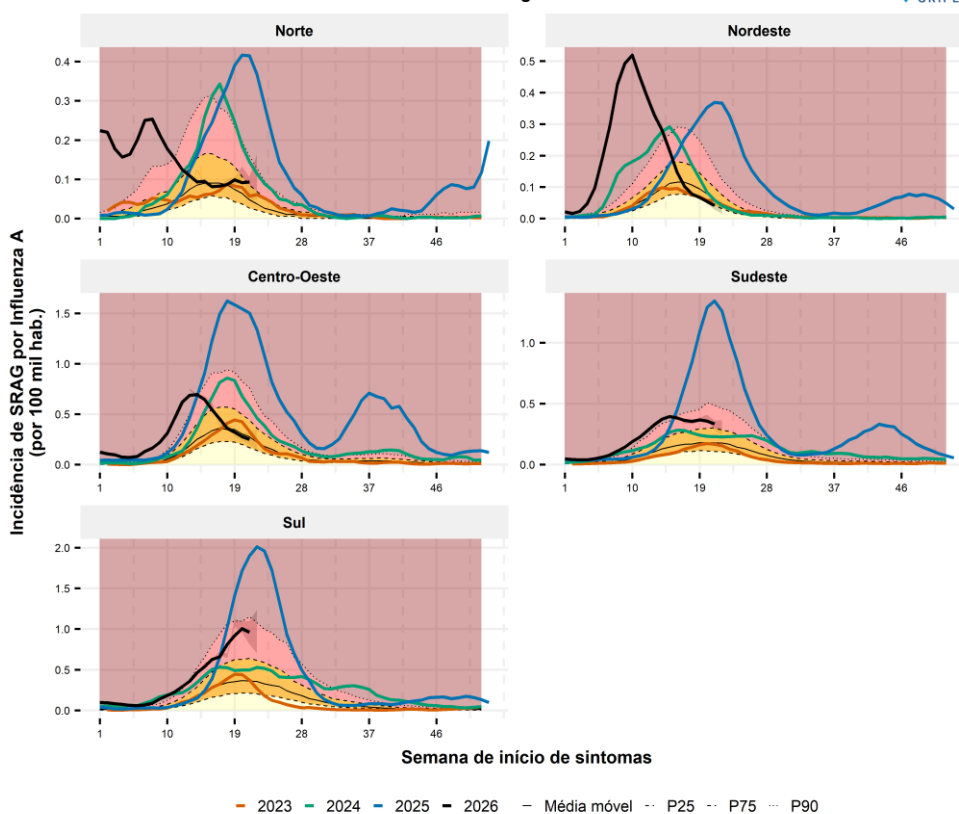 Norte
Nordeste
0.4
0.3
0.2
0.1
0.0
1 10 19 28 37 46
0.5
0.4
0.3
0.2
0.1
0.0
1 10 19 28 37 46
Centro-Oeste
Sudeste
1.5
1.0
0.5
0.0
1 10 19 28 37 46
1.0
0.5
0.0
1 10 19 28 37 46
Sul
2.0
1.5
1.0
0.5
0.0
1 10 19 28 37 46
Incidência de SRAG por Influenza A
(por 100 mil hab.)
Semana de início de sintomas
2023 2024 2025 2026 Média móvel P25 P75 P90